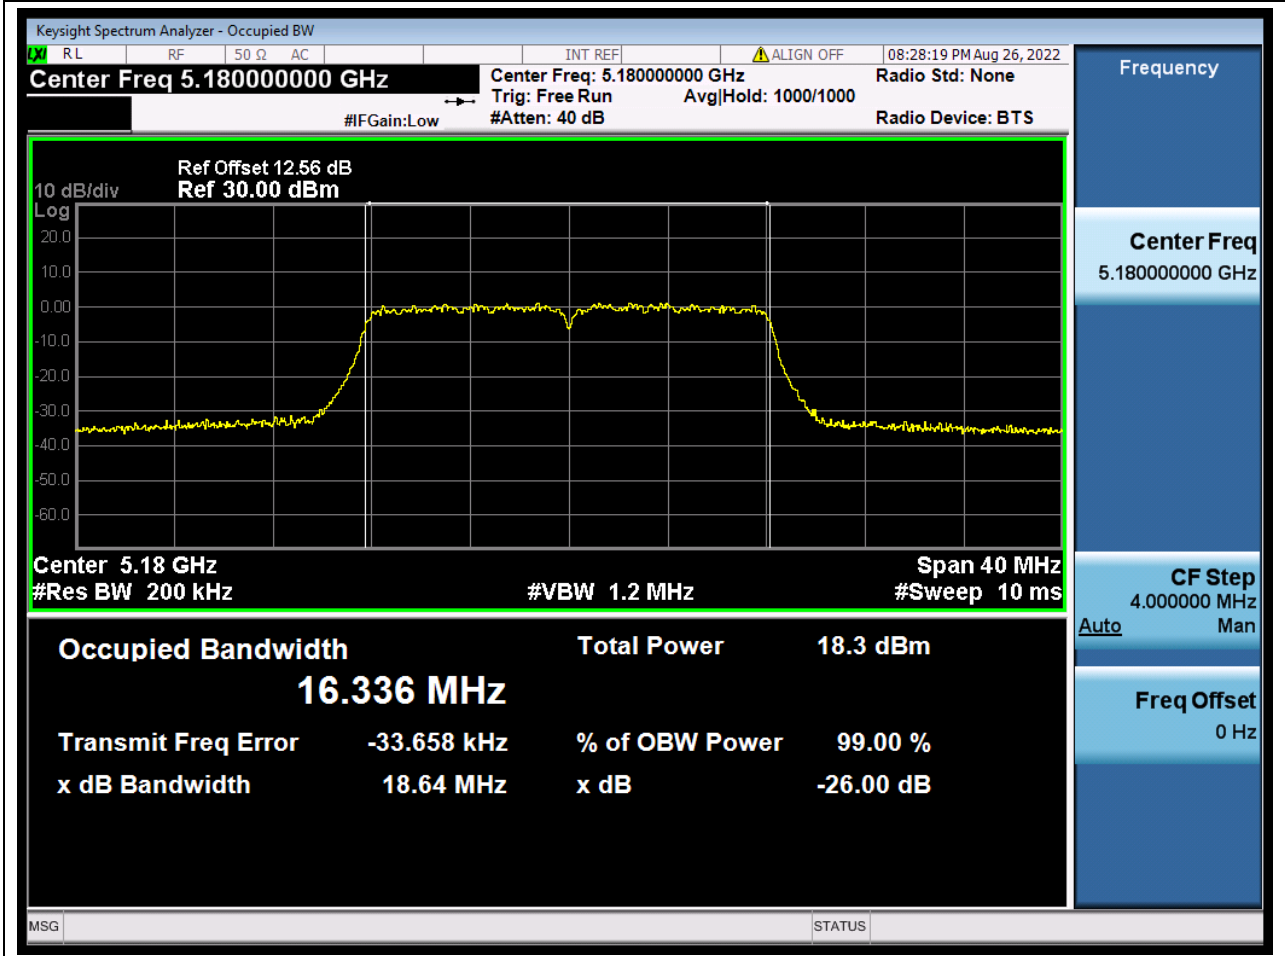 Keysight Spectrum Analyzer - Occupied BW
LXI RL RF 50 Ω AC INT REF ALIGN OFF 08:28:19 PM Aug 26, 2022
Center Freq 5.180000000 GHz
Center Freq: 5.180000000 GHz
Radio Std: None
Trig: Free Run Avg|Hold: 1000/1000
#IFGain:Low #Atten: 40 dB Radio Device: BTS
Ref Offset 12.56 dB
10 dB/div Ref 30.00 dBm
Log
20.0
10.0
0.00
-10.0
-20.0
-30.0
-40.0
-50.0
-60.0
Center 5.18 GHz Span 40 MHz
#Res BW 200 kHz #VBW 1.2 MHz #Sweep 10 ms
Occupied Bandwidth Total Power 18.3 dBm
16.336 MHz
Transmit Freq Error -33.658 kHz % of OBW Power 99.00 %
x dB Bandwidth 18.64 MHz x dB -26.00 dB
Frequency
Center Freq
5.180000000 GHz
CF Step
4.000000 MHz
Auto Man
Freq Offset
0 Hz
MSG STATUS